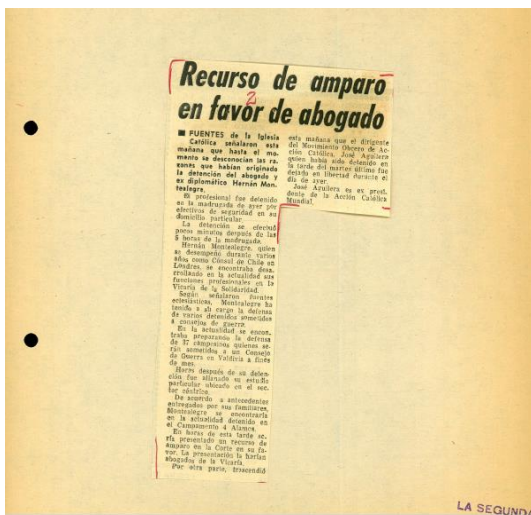 Recurso de amparo
en favor de abogado
2
■ FUENTES de la Iglesia
Católica señalaron esta
mañana que hasta el mo-
mento se desconocían las ra-
zones que habían originado
la detención del abogado y
ex diplomático Hernán Mon-
tealegre.
El profesional fue detenido
en la madrugada de ayer por
efectivos de seguridad en su
domicilio particular.
La detención se efectuó
pocos minutos después de las
5 horas de la madrugada.
Hernán Montealegre, quien
se desempeñó durante varios
años como Cónsul de Chile en
Londres, se encontraba desa-
rrollando en la actualidad sus
funciones profesionales en la
Vicaría de la Solidaridad.
Según señalaron fuentes
eclesiásticas, Montealegre ha
tenido a su cargo la defensa
de varios detenidos sometidos
a consejos de guerra.
En la actualidad se encon-
traba preparando la defensa
de 37 campesinos quienes se-
rán sometidos a un Consejo
de Guerra en Valdivia a fines
de mes.
Horas después de su deten-
ción fue allanado su estudio
particular ubicado en el sec-
tor céntrico.
De acuerdo a antecedentes
entregados por sus familiares,
Montealegre se encontraría
en la actualidad detenido en
el Campamento 4 Alamos.
En horas de esta tarde se-
ría presentado un recurso de
amparo en la Corte en su fa-
vor. La presentación la harían
abogados de la Vicaría.
Por otra parte, trascendió
esta mañana que el dirigente
del Movimiento Obrero de Ac-
ción Católica, José Aguilera
quien había sido detenido en
la tarde del martes último fue
dejado en libertad durante el
día de ayer.
José Aguilera es ex presi-
dente de la Acción Católica
Mundial.
LA SEGUNDA